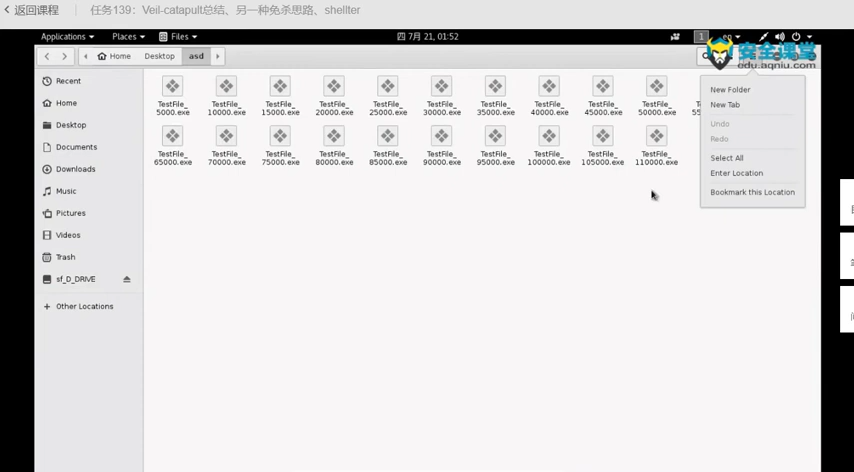 返回课程 任务139：Veil-catapult总结、另一种免杀思路、shellter
Applications Places Files 四 7月 21, 01:52 1
安全课堂
edu.aqniu.com
Home Desktop asd
Recent
Home
Desktop
Documents
Downloads
Music
Pictures
Videos
Trash
sf_D_DRIVE
Other Locations
TestFile_ TestFile_ TestFile_ TestFile_ TestFile_ TestFile_ TestFile_ TestFile_ TestFile_ TestFile_
5000.exe 10000.exe 15000.exe 20000.exe 25000.exe 30000.exe 35000.exe 40000.exe 45000.exe 50000.exe
TestFile_ TestFile_ TestFile_ TestFile_ TestFile_ TestFile_ TestFile_ TestFile_ TestFile_ TestFile_
65000.exe 70000.exe 75000.exe 80000.exe 85000.exe 90000.exe 95000.exe 100000.exe 105000.exe 110000.exe
New Folder
New Tab
Undo
Redo
Select All
Enter Location
Bookmark this Location